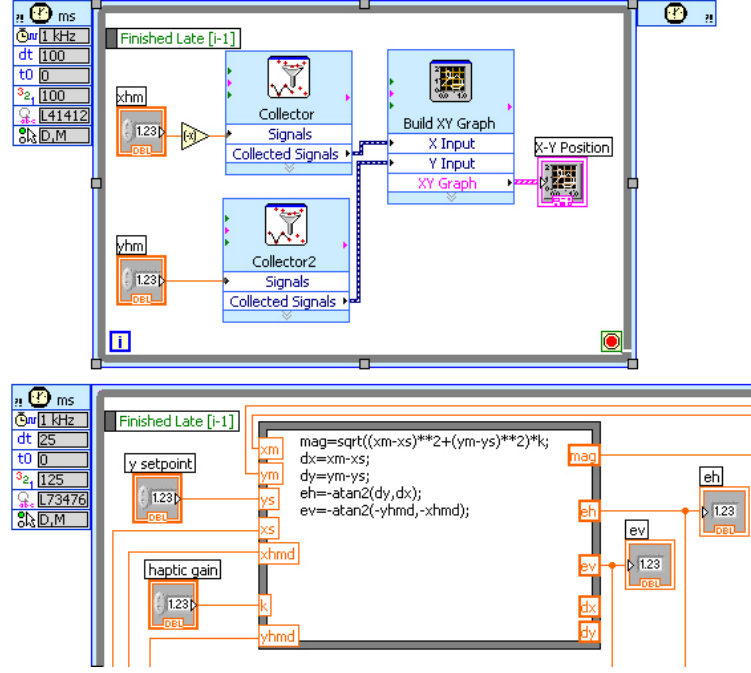 ?! ms
1 kHz
dt 100
t0 0
321 100
L41412
D,M
Finished Late [i-1]
xhm
1.23
DBL
(-x)
Collector
Signals
Collected Signals
Build XY Graph
X Input
Y Input
XY Graph
X-Y Position
yhm
1.23
DBL
Collector2
Signals
Collected Signals
i
?!
?! ms
1 kHz
dt 25
t0 0
321 125
L73476
D,M
Finished Late [i-1]
y setpoint
1.23
DBL
haptic gain
1.23
DBL
xm
ym
ys
xs
xhmd
k
yhmd
mag=sqrt((xm-xs)**2+(ym-ys)**2)*k;
dx=xm-xs;
dy=ym-ys;
eh=-atan2(dy,dx);
ev=-atan2(-yhmd,-xhmd);
mag
eh
ev
dx
dy
ev
1.23
DBL
eh
1.23
DBL